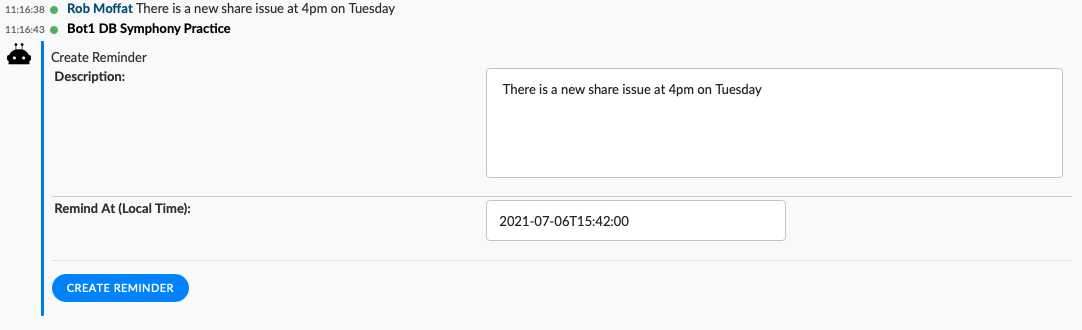 11:16:38 Rob Moffat There is a new share issue at 4pm on Tuesday
11:16:43 Bot1 DB Symphony Practice
Create Reminder
Description:
There is a new share issue at 4pm on Tuesday
Remind At (Local Time):
2021-07-06T15:42:00
CREATE REMINDER